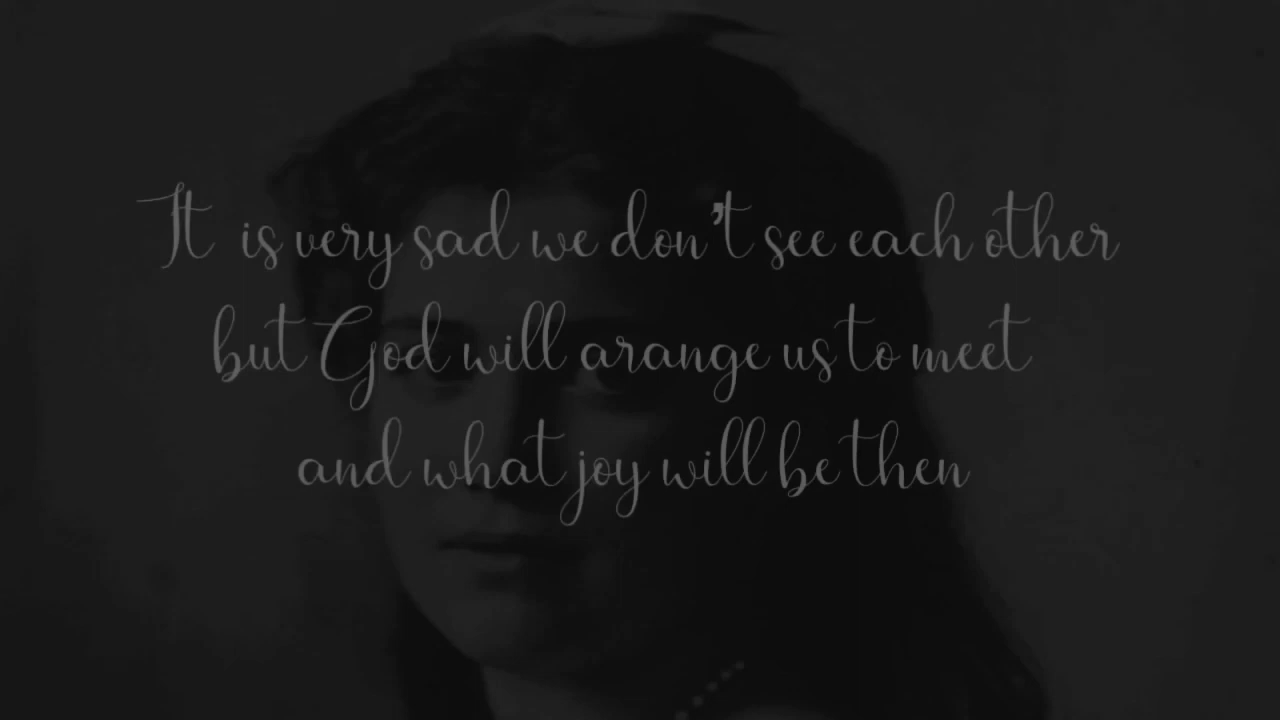 It is very sad we don't see each other
but God will arange us to meet
and what joy will be then